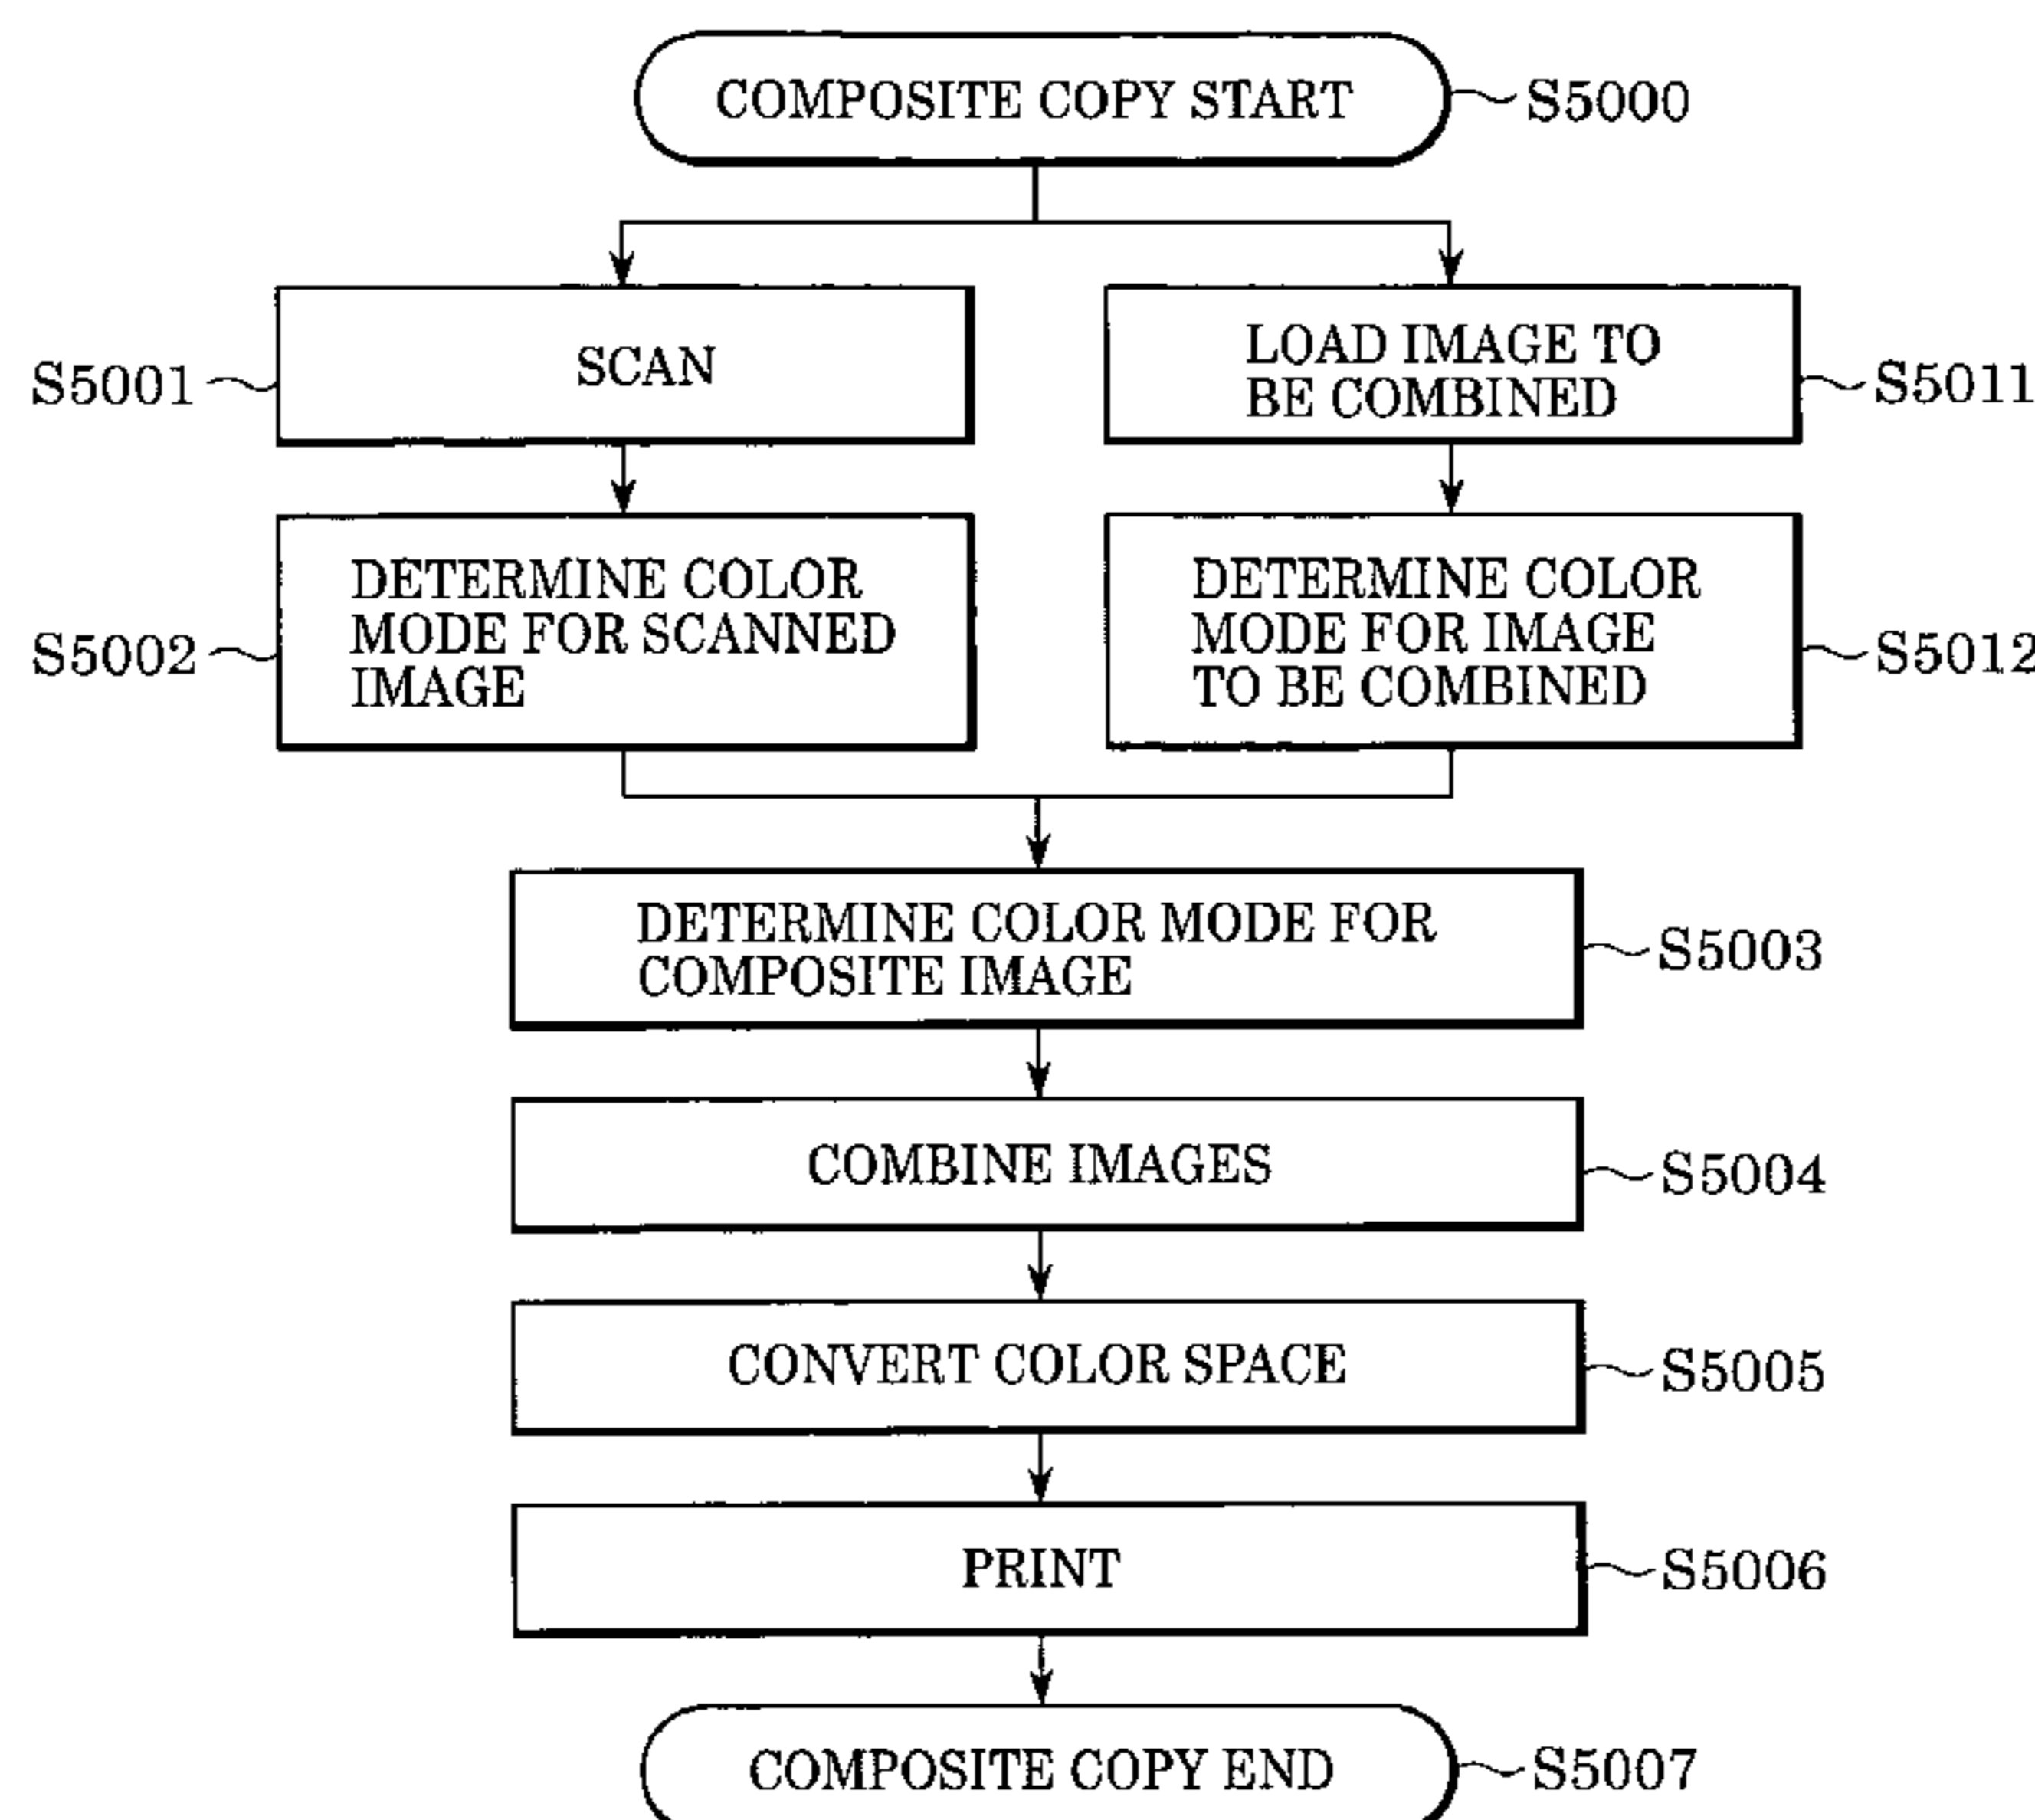 COMPOSITE COPY START
S5000
SCAN
S5001
LOAD IMAGE TO
BE COMBINED
S5011
DETERMINE COLOR
MODE FOR SCANNED
IMAGE
S5002
DETERMINE COLOR
MODE FOR IMAGE
TO BE COMBINED
S5012
DETERMINE COLOR MODE FOR
COMPOSITE IMAGE
S5003
COMBINE IMAGES
S5004
CONVERT COLOR SPACE
S5005
PRINT
S5006
COMPOSITE COPY END
S5007